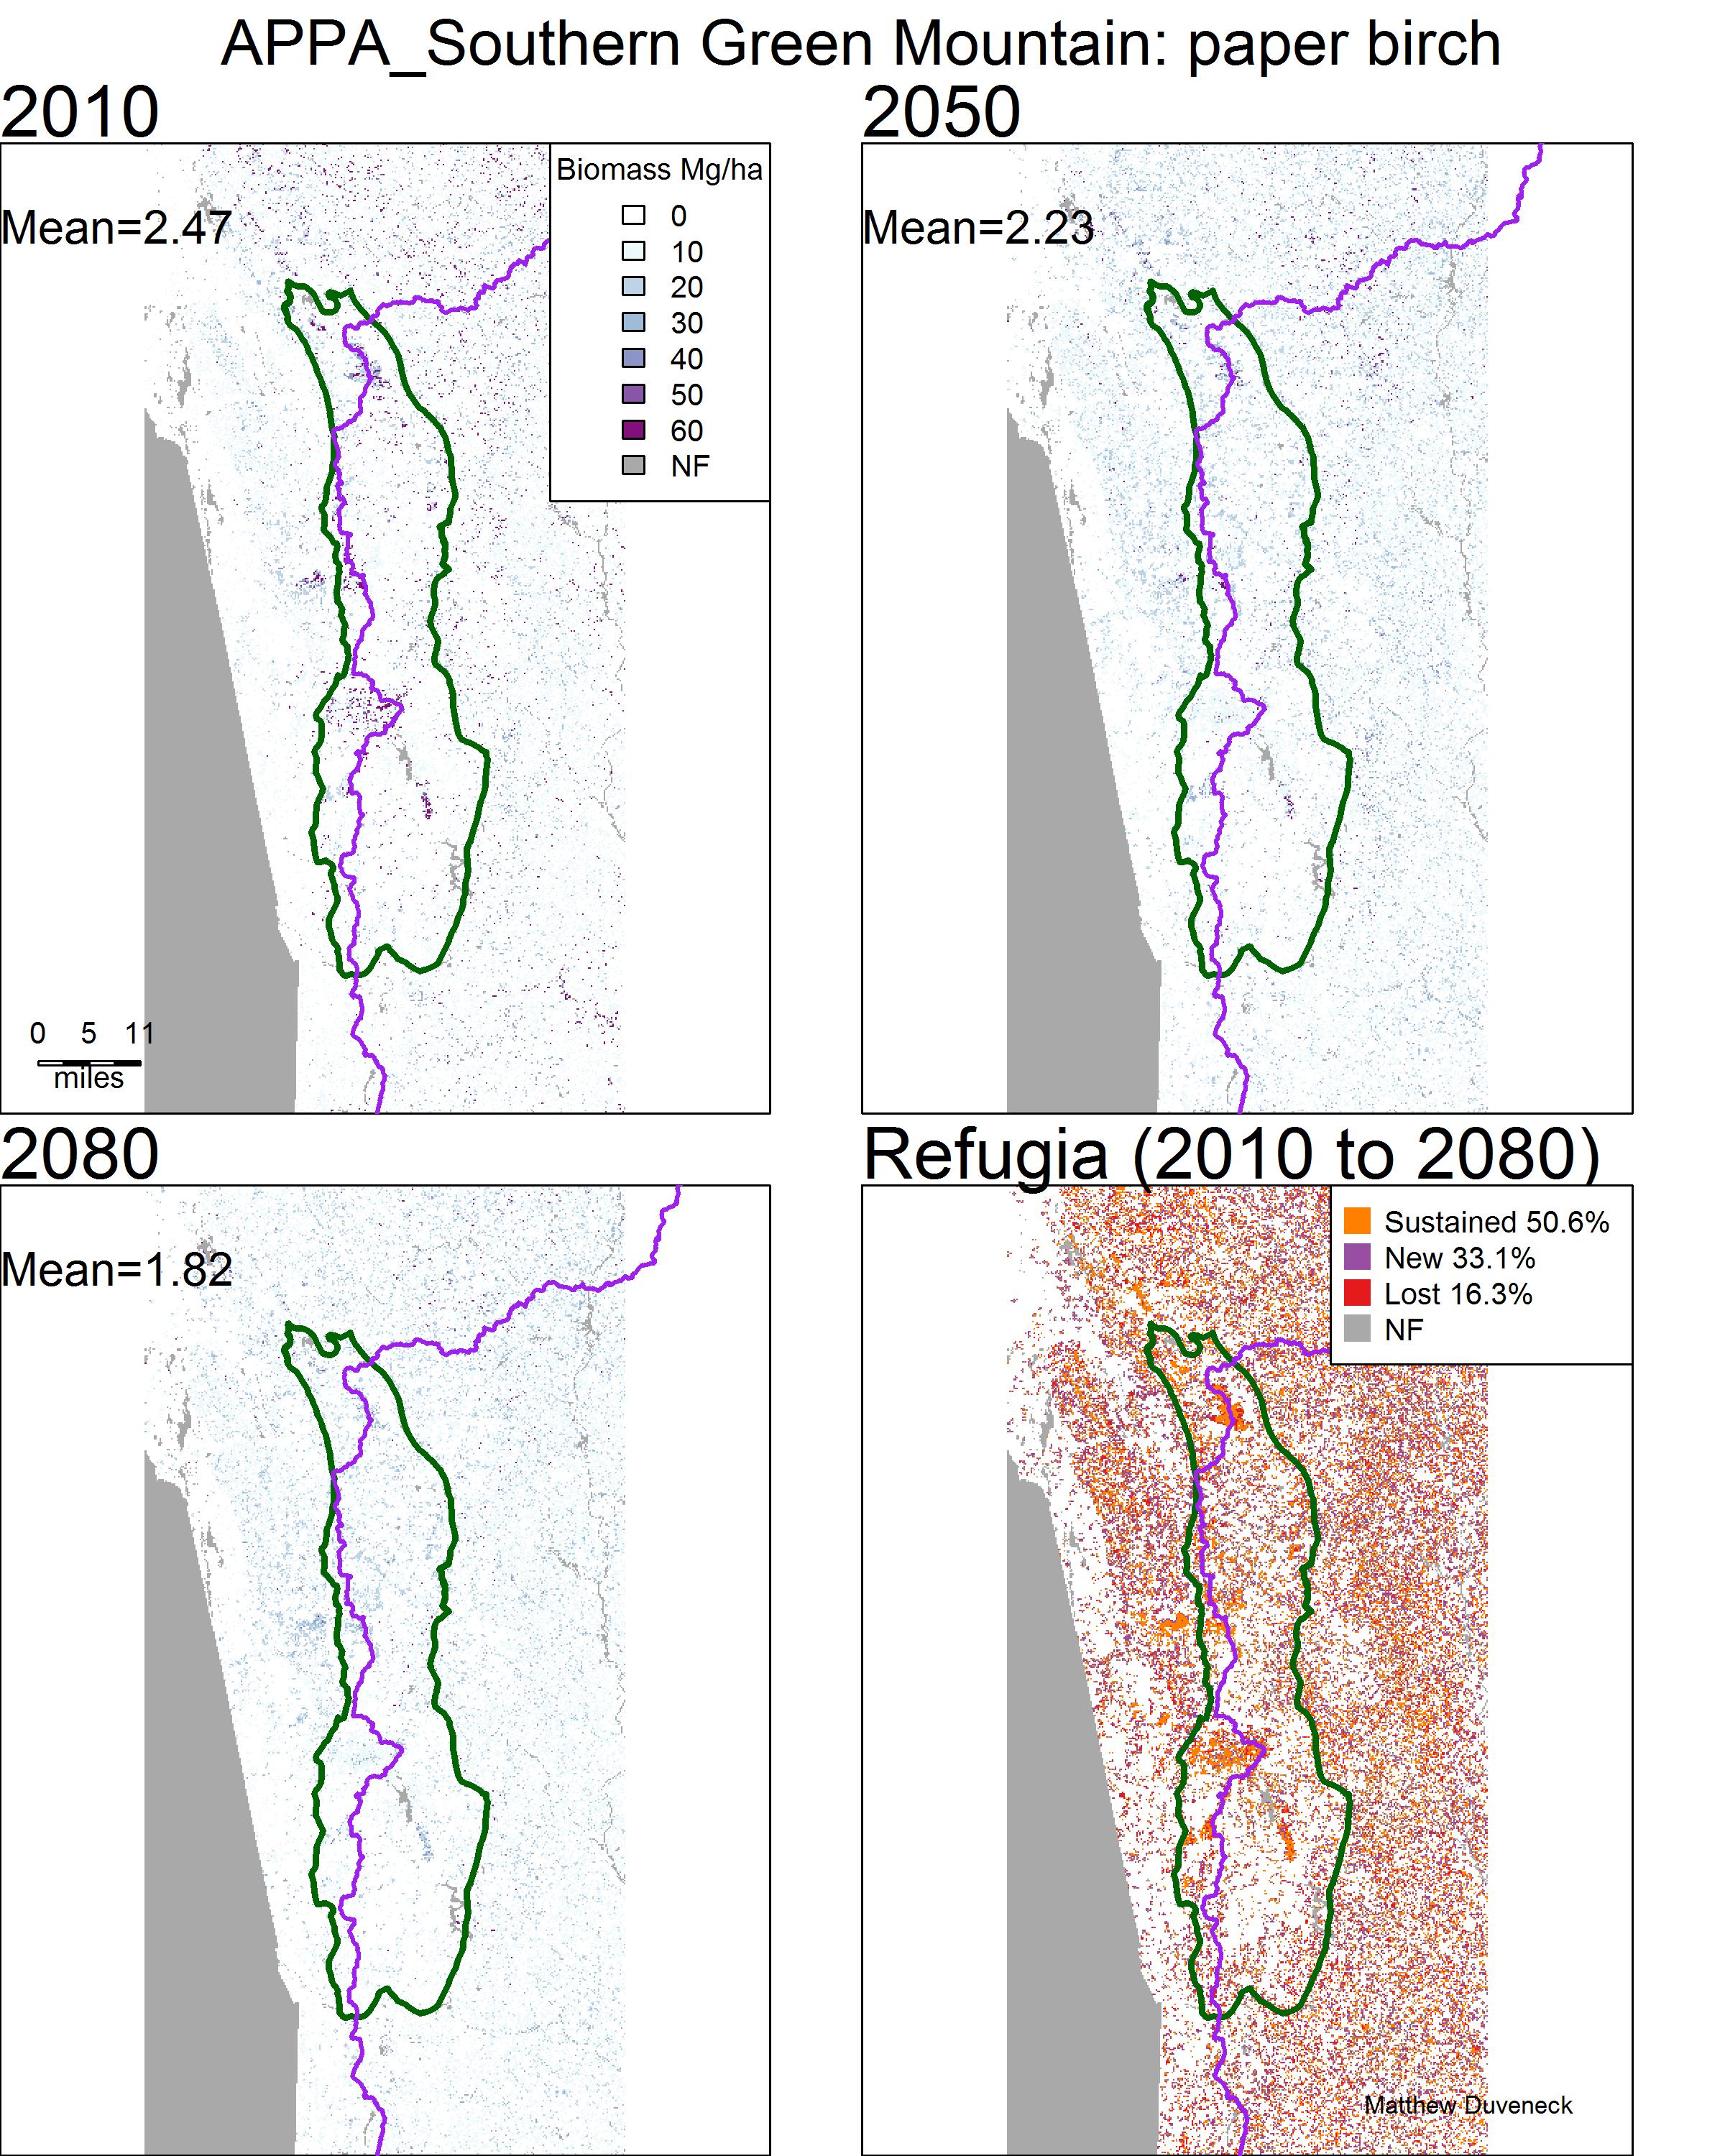 APPA_Southern Green Mountain: paper birch
2010
Mean=2.47
Biomass Mg/ha
0
10
20
30
40
50
60
NF
0 5 11
miles
2050
Mean=2.23
2080
Mean=1.82
Refugia (2010 to 2080)
Sustained 50.6%
New 33.1%
Lost 16.3%
NF
Matthew Duveneck